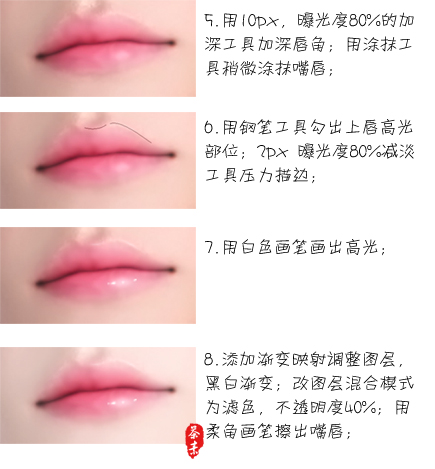 5.用10px，曝光度80%的加
深工具加深唇角；用涂抹工
具稍微涂抹嘴唇；
6.用钢笔工具勾出上唇高光
部位；2px 曝光度80%减淡
工具压力描边；
7.用白色画笔画出高光；
8.添加渐变映射调整图层，
黑白渐变；改图层混合模式
为滤色，不透明度40%；用
柔角画笔擦出嘴唇；